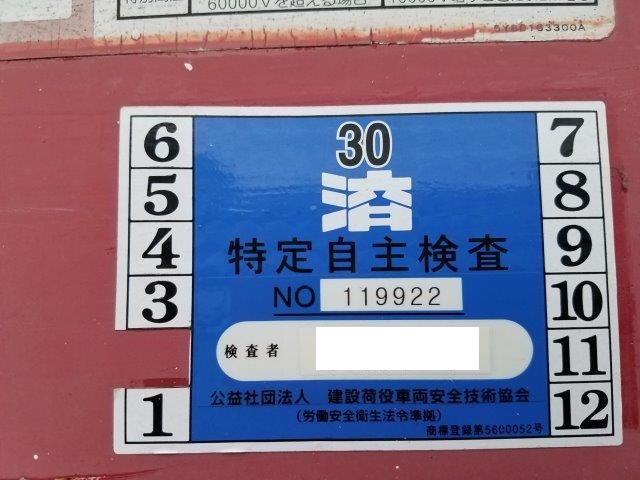 60000Vを超える場合
6Y6D163300A
6
5
4
3
1
30
済
特定自主検査
NO 119922
検査者
公益社団法人 建設荷役車両安全技術協会
(労働安全衛生法令準拠)
商標登録第5600052号
7
8
9
10
11
12